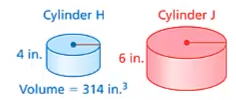 Cylinder H
Cylinder J
4 in.
6 in.
Volume = 314 in.³